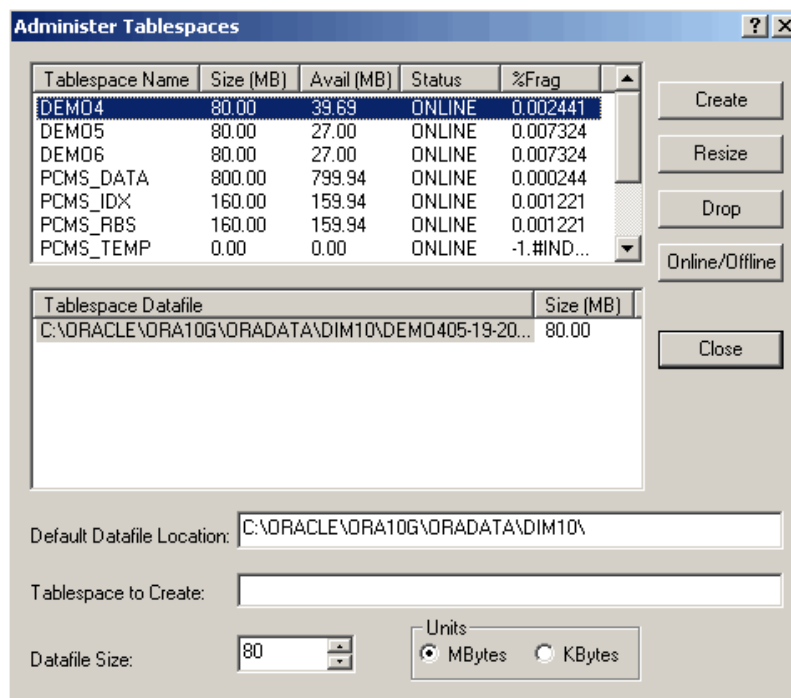 Administer Tablespaces
Tablespace Name Size (MB) Avail (MB) Status %Frag
DEMO4 80.00 39.69 ONLINE 0.002441
DEMO5 80.00 27.00 ONLINE 0.007324
DEMO6 80.00 27.00 ONLINE 0.007324
PCMS_DATA 800.00 799.94 ONLINE 0.000244
PCMS_IDX 160.00 159.94 ONLINE 0.001221
PCMS_RBS 160.00 159.94 ONLINE 0.001221
PCMS_TEMP 0.00 0.00 ONLINE -1.#IND...
Create
Resize
Drop
Online/Offline
Close
Tablespace Datafile Size (MB)
C:\ORACLE\ORA10G\ORADATA\DIM10\DEMO405-19-20... 80.00
Default Datafile Location: C:\ORACLE\ORA10G\ORADATA\DIM10\
Tablespace to Create:
Datafile Size: 80
Units
MBytes KBytes